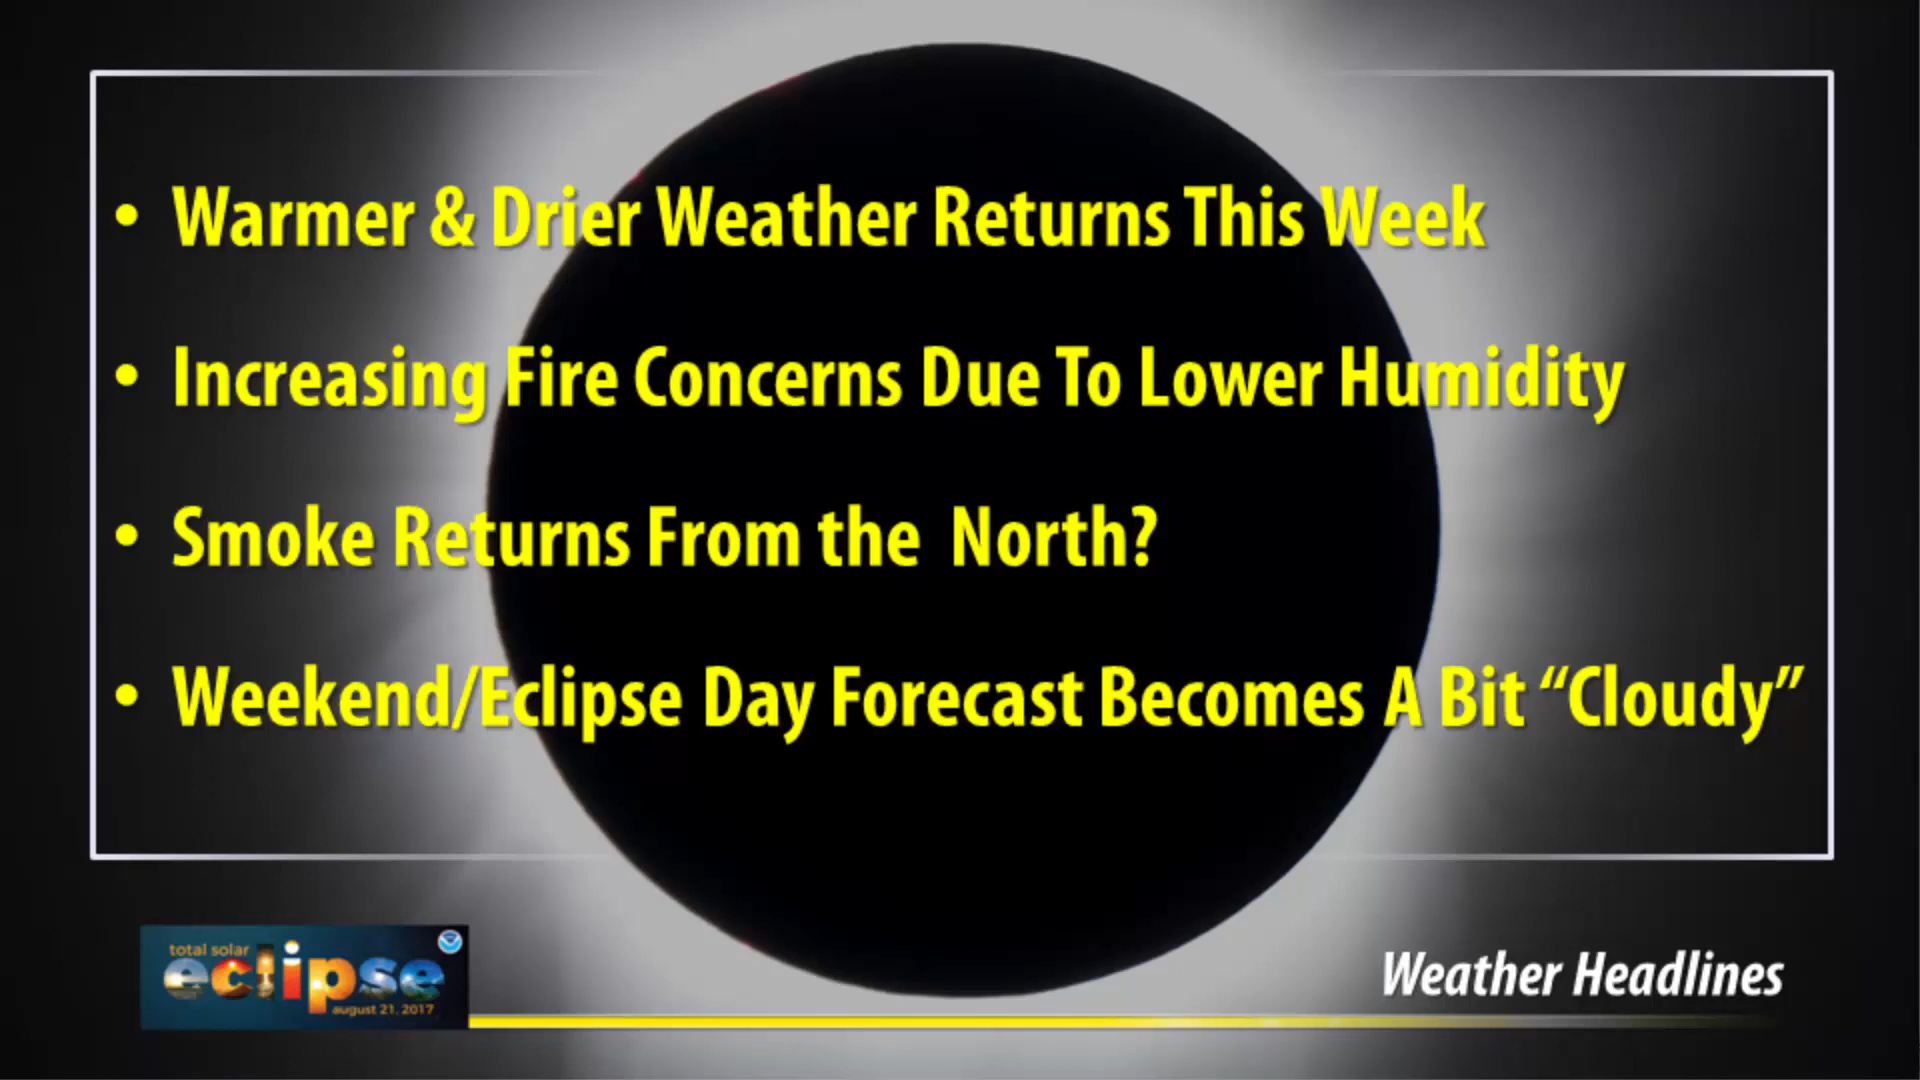 • Warmer & Drier Weather Returns This Week
• Increasing Fire Concerns Due To Lower Humidity
• Smoke Returns From the  North?
• Weekend/Eclipse Day Forecast Becomes A Bit “Cloudy”
total solar
eclipse
august 21, 2017
Weather Headlines